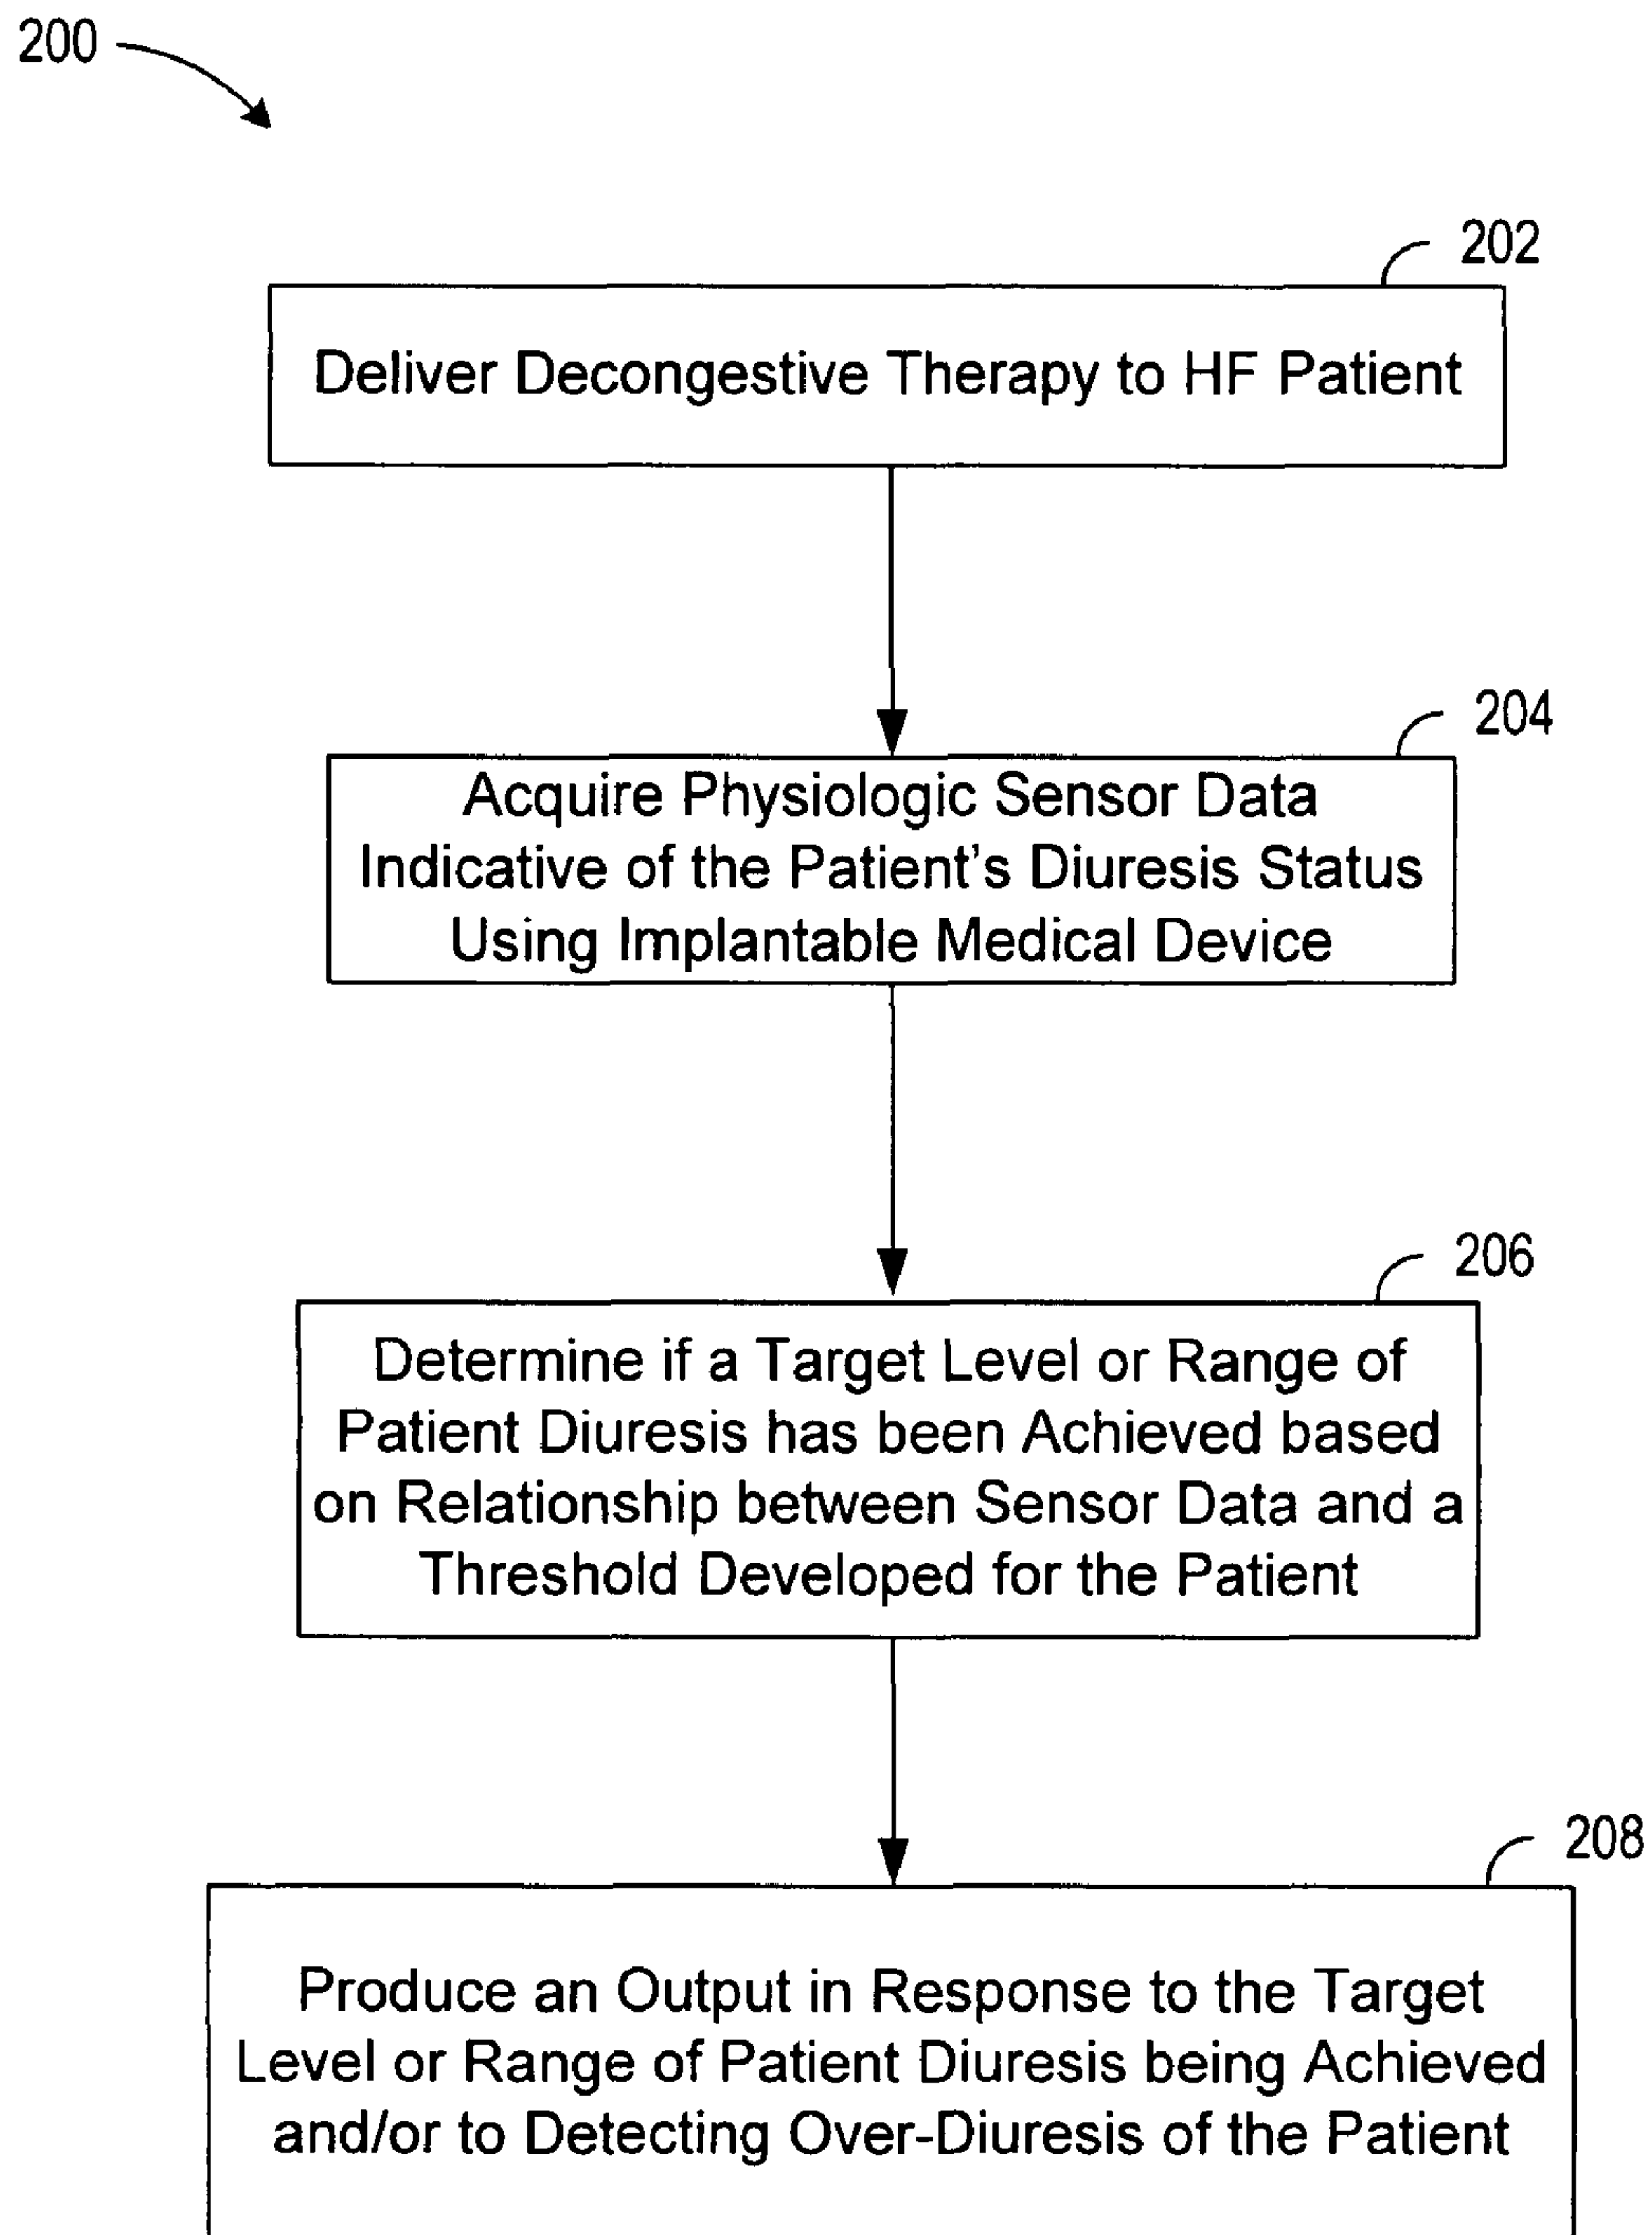 200
202
Deliver Decongestive Therapy to HF Patient
204
Acquire Physiologic Sensor Data
Indicative of the Patient's Diuresis Status
Using Implantable Medical Device
206
Determine if a Target Level or Range of
Patient Diuresis has been Achieved based
on Relationship between Sensor Data and a
Threshold Developed for the Patient
208
Produce an Output in Response to the Target
Level or Range of Patient Diuresis being Achieved
and/or to Detecting Over-Diuresis of the Patient